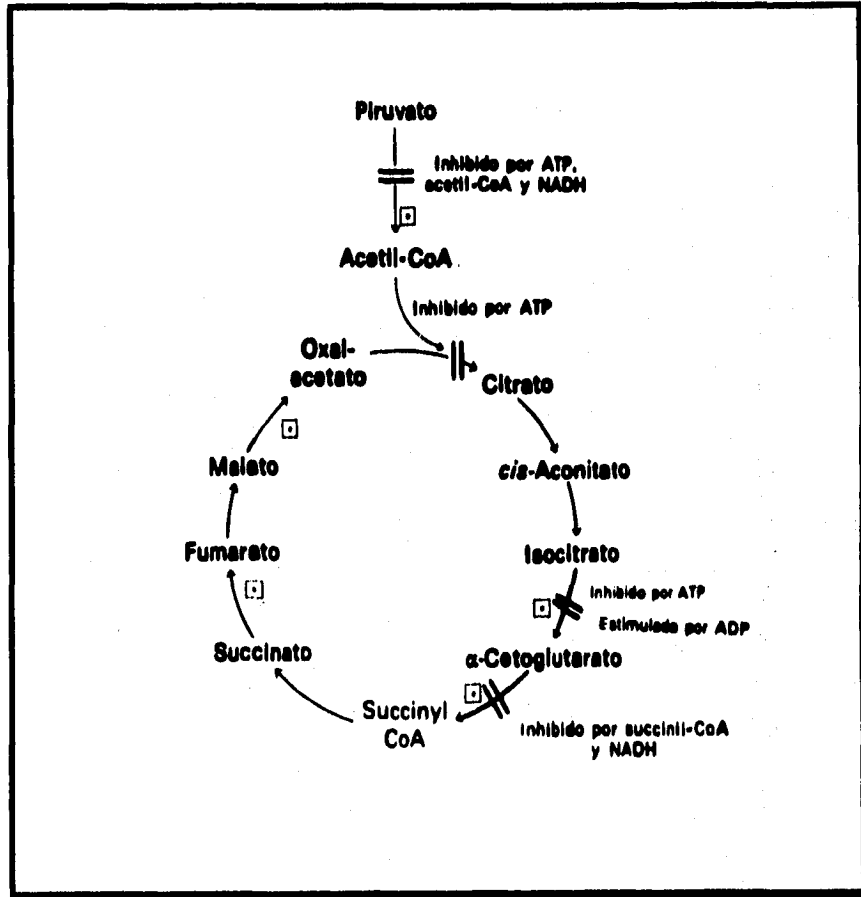 Piruvato
Inhibido por ATP,
acetil-CoA y NADH
Acetil-CoA
Inhibido por ATP
Oxal-
acetato
Citrato
Malato
cis-Aconitato
Fumarato
Isocitrato
Inhibido por ATP
Estimulada por ADP
Succinato
α-Cetoglutarato
Succinyl
CoA
Inhibido por succinil-CoA
y NADH